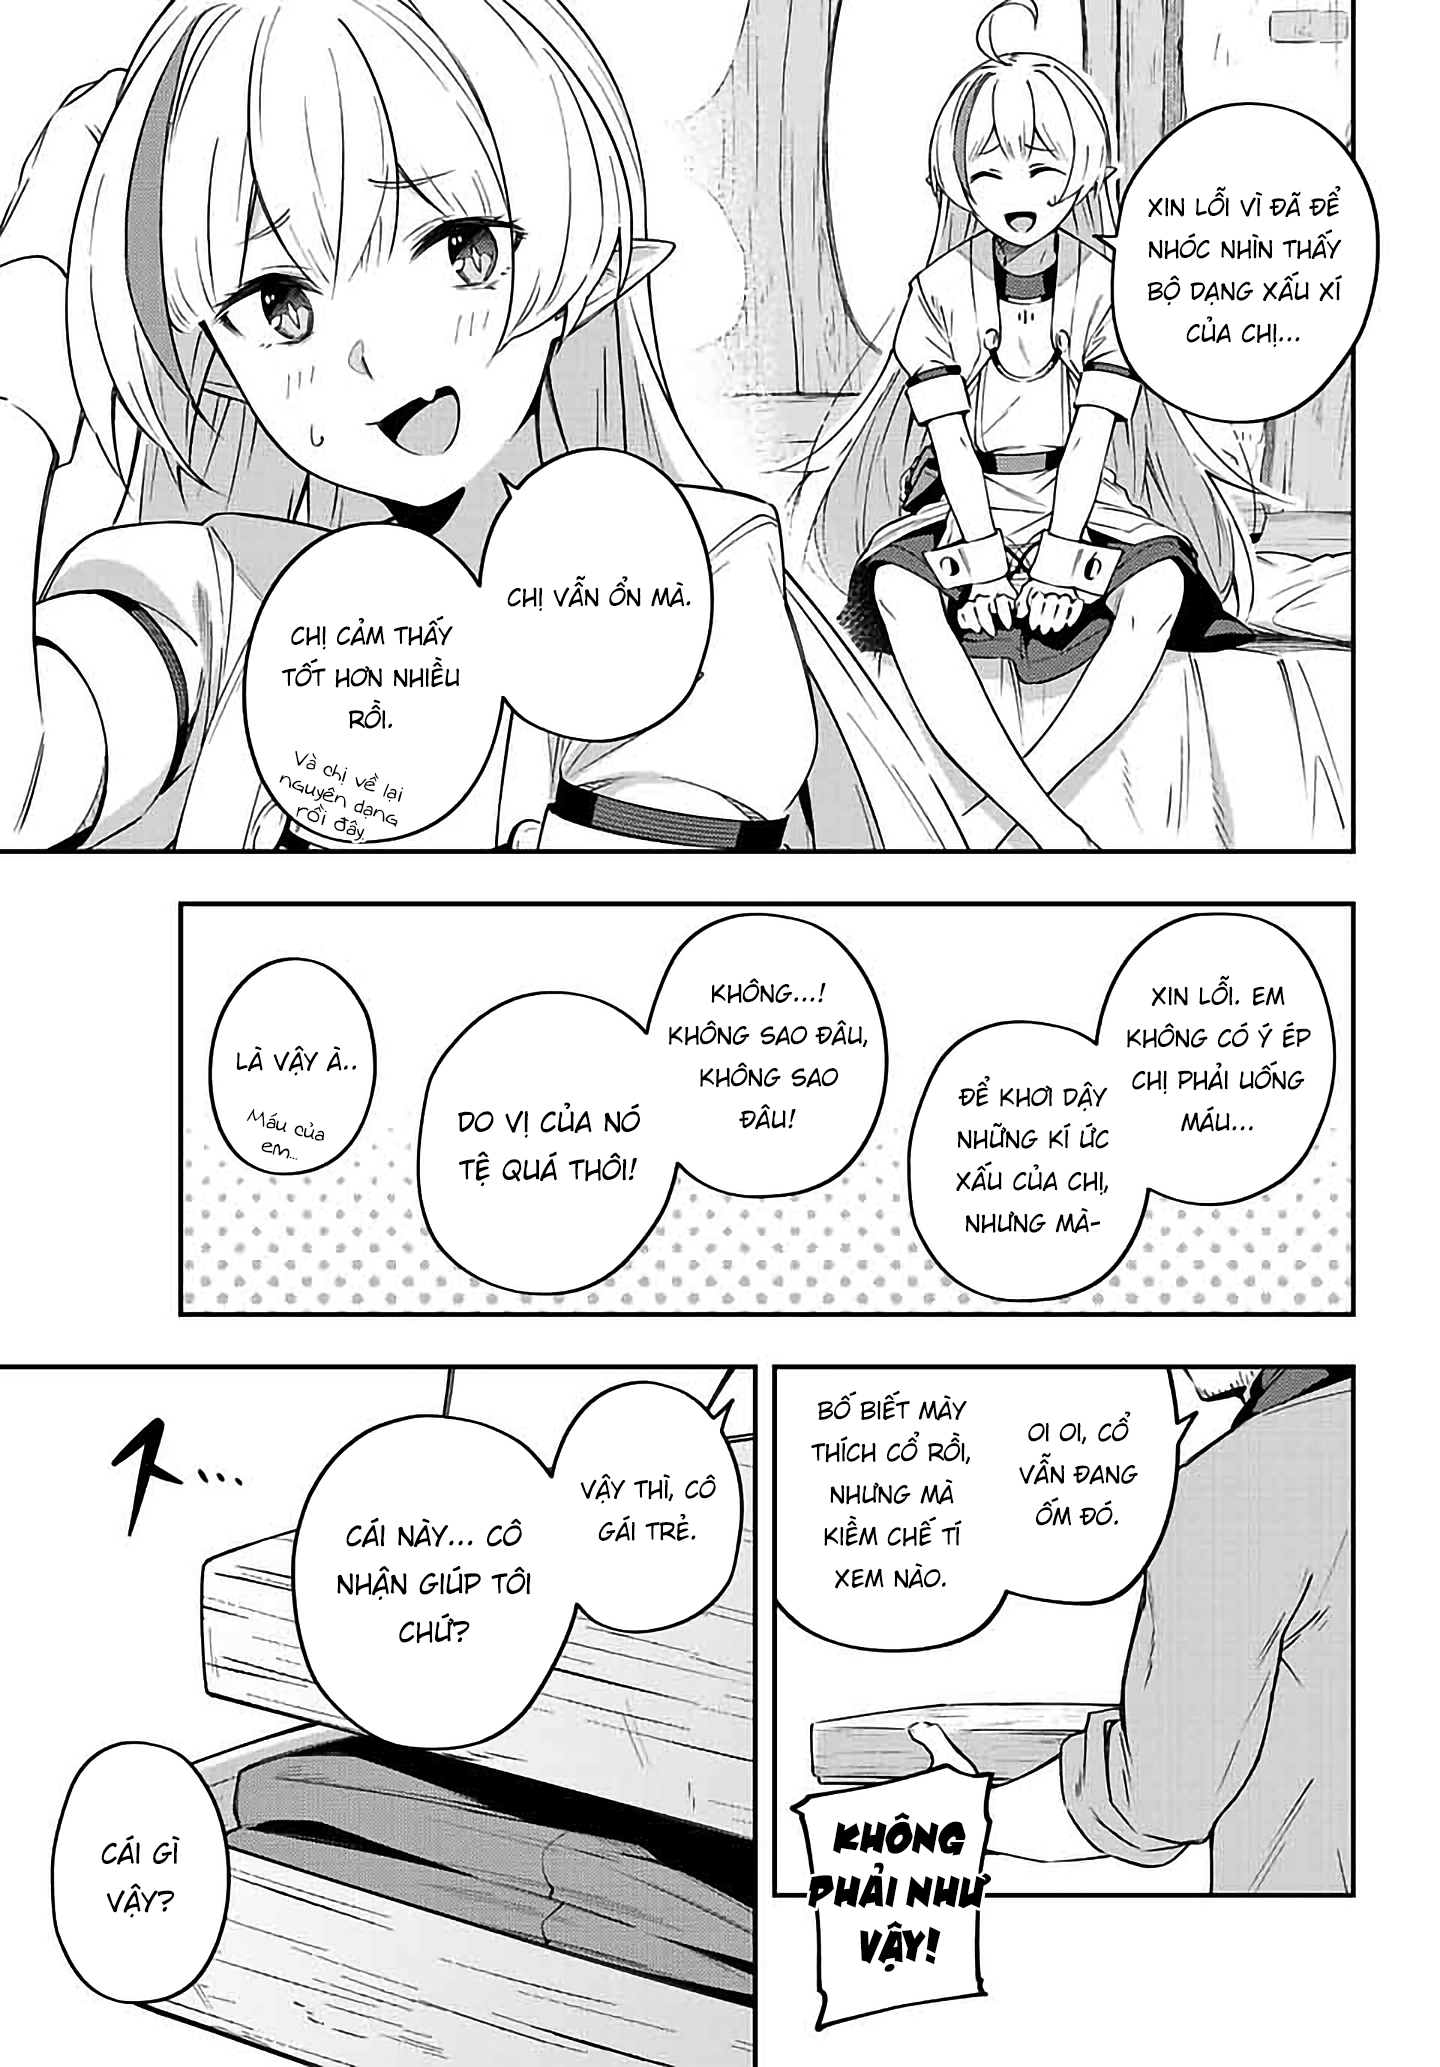 XIN LỖI VÌ ĐÃ ĐỂ
NHÓC NHÌN THẤY
BỘ DẠNG XẤU XÍ
CỦA CHỊ...
CHỊ VẪN ỔN MÀ.
CHỊ CẢM THẤY
TỐT HƠN NHIỀU
RỒI.
Và chị về lại
nguyên dạng
rồi đây.
XIN LỖI. EM
KHÔNG CÓ Ý ÉP
CHỊ PHẢI UỐNG
MÁU...
ĐỂ KHƠI DẬY
NHỮNG KÍ ỨC
XẤU CỦA CHỊ,
NHƯNG MÀ-
KHÔNG...!
KHÔNG SAO ĐÂU,
KHÔNG SAO
ĐÂU!
DO VỊ CỦA NÓ
TỆ QUÁ THÔI!
LÀ VẬY À..
Máu của
em...
OI OI, CỔ
VẪN ĐANG
ỐM ĐÓ.
BỐ BIẾT MÀY
THÍCH CỔ RỒI,
NHƯNG MÀ
KIỀM CHẾ TÍ
XEM NÀO.
KHÔNG
PHẢI NHƯ
VẬY!
VẬY THÌ, CÔ
GÁI TRẺ.
CÁI NÀY... CÔ
NHẬN GIÚP TÔI
CHỨ?
ス...
CÁI GÌ
VẬY?